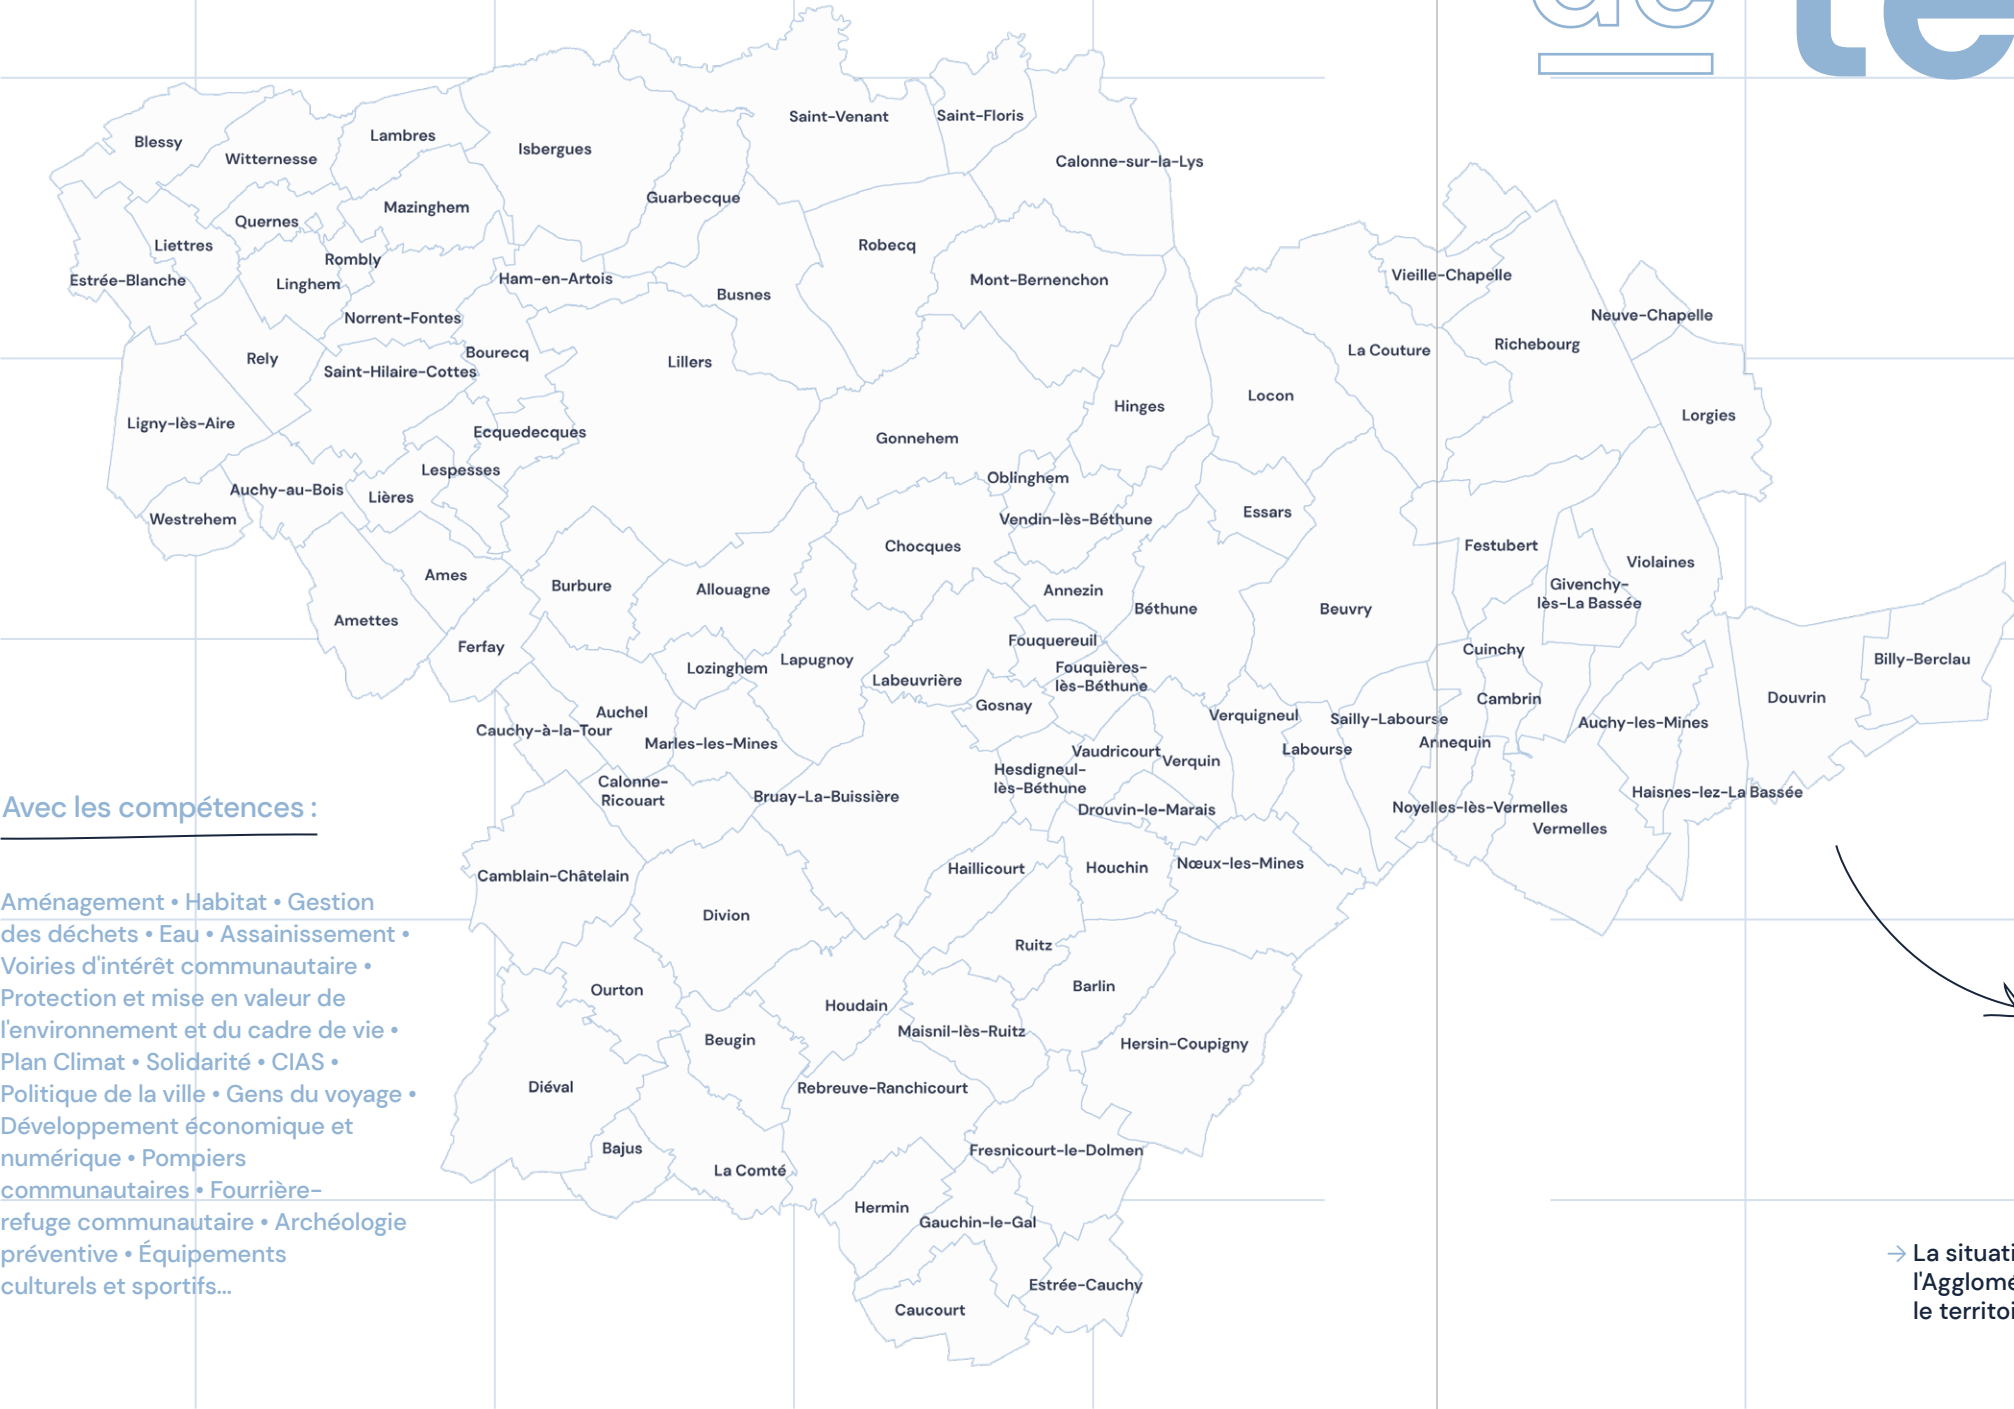 de te
Saint-Venant
Saint-Floris
Lambres
Blessy
Isbergues
Witternesse
Calonne-sur-la-Lys
Guarbecque
Mazinghem
Quernes
Liettres
Robecq
Rombly
Vieille-Chapelle
Estrée-Blanche
Linghem
Ham-en-Artois
Mont-Bernenchon
Busnes
Neuve-Chapelle
Norrent-Fontes
Richebourg
La Couture
Bourecq
Rely
Lillers
Saint-Hilaire-Cottes
Locon
Hinges
Lorgies
Ligny-lès-Aire
Ecquedecques
Gonnehem
Lespesses
Oblinghem
Auchy-au-Bois
Lières
Essars
Westrehem
Vendin-lès-Béthune
Chocques
Festubert
Violaines
Ames
Burbure
Allouagne
Annezin
Givenchy-
lès-La Bassée
Béthune
Beuvry
Amettes
Fouquereuil
Ferfay
Cuinchy
Lozinghem
Lapugnoy
Fouquières-
lès-Béthune
Billy-Berclau
Labeuvrière
Cambrin
Douvrin
Gosnay
Auchel
Verquigneul
Sailly-Labourse
Auchy-les-Mines
Cauchy-à-la-Tour
Marles-les-Mines
Annequin
Vaudricourt
Labourse
Verquin
Hesdigneul-
lès-Béthune
Calonne-
Ricouart
Bruay-La-Buissière
Haisnes-lez-La Bassée
Drouvin-le-Marais
Noyelles-lès-Vermelles
Vermelles
Nœux-les-Mines
Haillicourt
Houchin
Camblain-Châtelain
Divion
Ruitz
Barlin
Ourton
Houdain
Maisnil-lès-Ruitz
Beugin
Hersin-Coupigny
Diéval
Rebreuve-Ranchicourt
Bajus
Fresnicourt-le-Dolmen
La Comté
Hermin
Gauchin-le-Gal
Estrée-Cauchy
Caucourt
Avec les compétences :
Aménagement • Habitat • Gestion
des déchets • Eau • Assainissement •
Voiries d'intérêt communautaire •
Protection et mise en valeur de
l'environnement et du cadre de vie •
Plan Climat • Solidarité • CIAS •
Politique de la ville • Gens du voyage •
Développement économique et
numérique • Pompiers
communautaires • Fourrière-
refuge communautaire • Archéologie
préventive • Équipements
culturels et sportifs...
→ La situati
l'Agglomé
le territoi